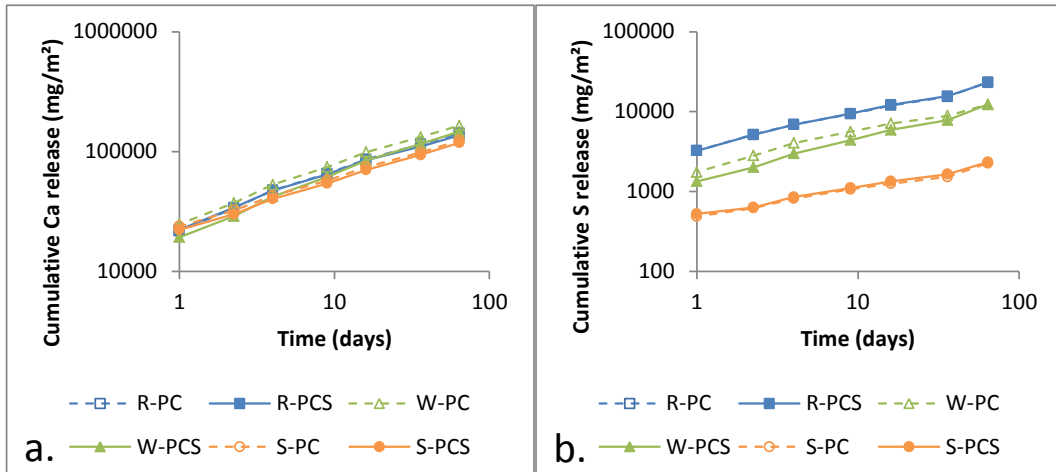 Cumulative Ca release (mg/m²)
1000000
100000
10000
1 10 100
Time (days)
R-PC R-PCS W-PC
W-PCS S-PC S-PCS
a.
Cumulative S release (mg/m²)
100000
10000
1000
100
1 10 100
Time (days)
R-PC R-PCS W-PC
W-PCS S-PC S-PCS
b.